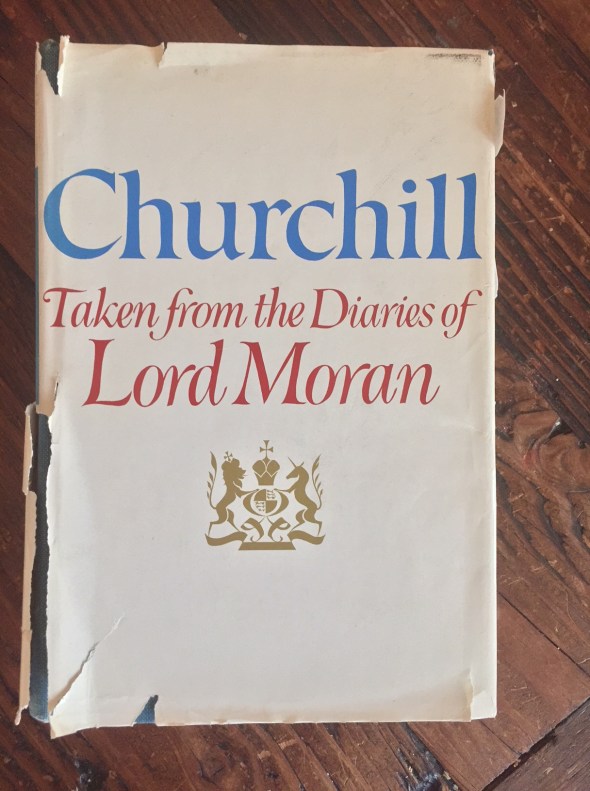 Churchill
Taken from the Diaries of
Lord Moran